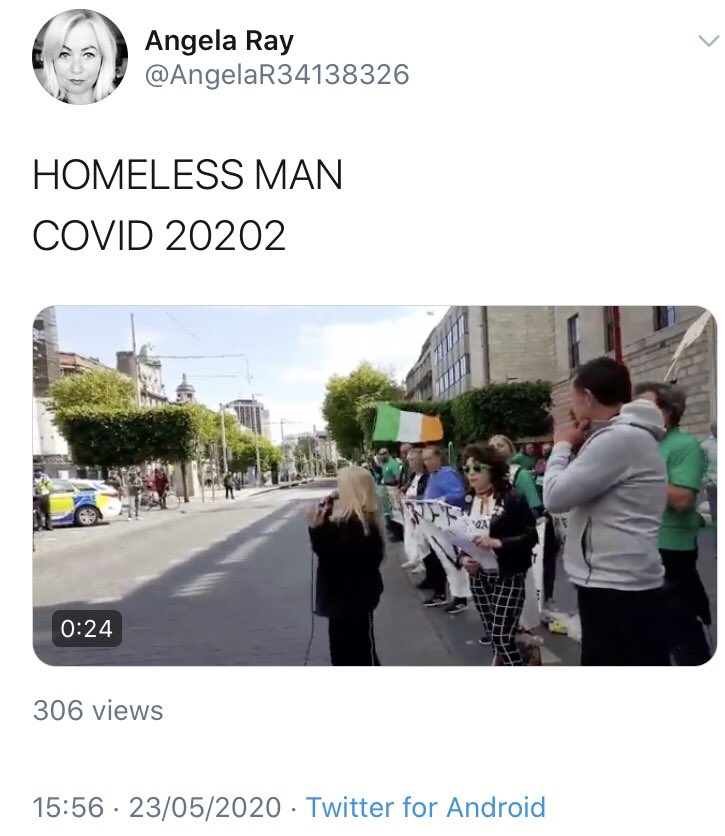 Angela Ray
@AngelaR34138326
HOMELESS MAN
COVID 20202
0:24
306 views
15:56 · 23/05/2020 · Twitter for Android